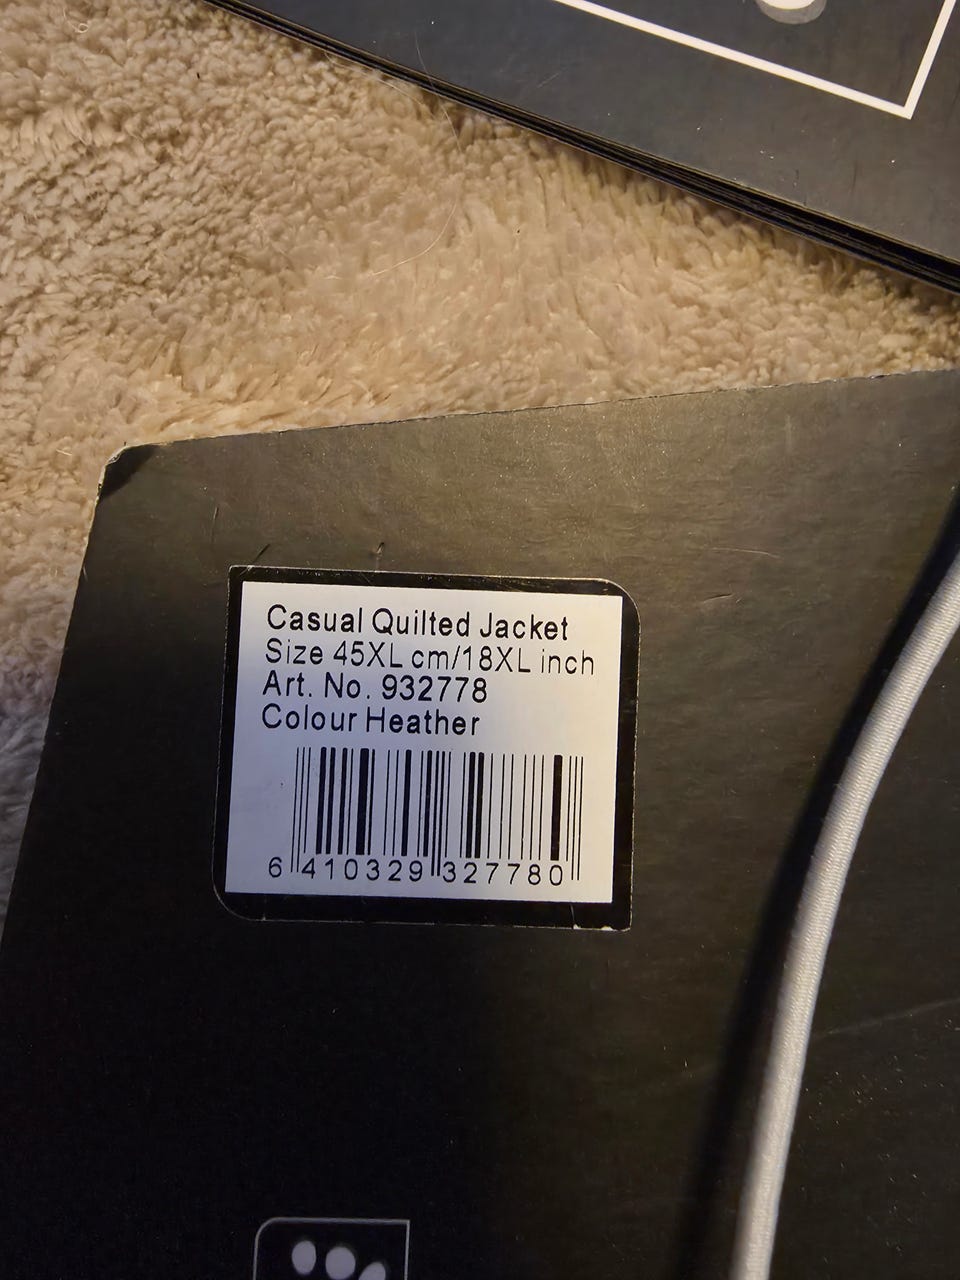 Casual Quilted Jacket
Size 45XL cm/18XL inch
Art. No. 932778
Colour Heather
6 410329 327780